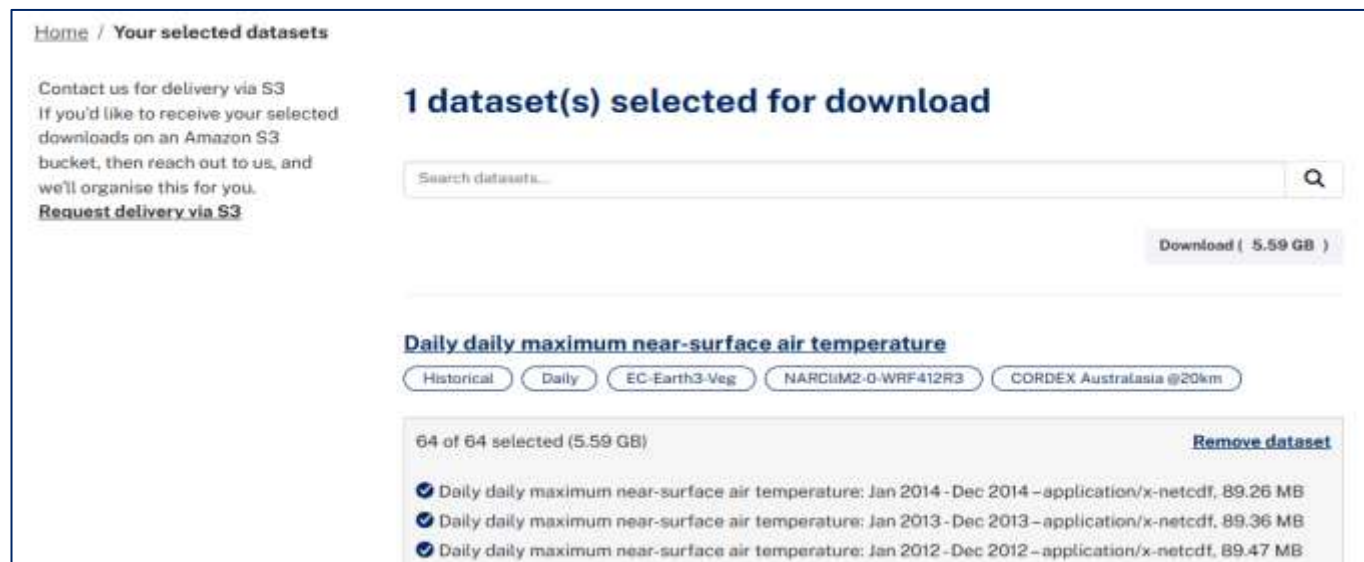 Home / Your selected datasets
Contact us for delivery via S3
If you'd like to receive your selected
downloads on an Amazon S3
bucket, then reach out to us, and
we'll organise this for you.
Request delivery via S3
1 dataset(s) selected for download
Search datasets...
Download ( 5.59 GB )
Daily daily maximum near-surface air temperature
Historical Daily EC-Earth3-Veg NARCliM2-0-WRF412R3 CORDEX Australasia @20km
64 of 64 selected (5.59 GB) Remove dataset
Daily daily maximum near-surface air temperature: Jan 2014 - Dec 2014 – application/x-netcdf, 89.26 MB
Daily daily maximum near-surface air temperature: Jan 2013 - Dec 2013 – application/x-netcdf, 89.36 MB
Daily daily maximum near-surface air temperature: Jan 2012 - Dec 2012 – application/x-netcdf, 89.47 MB